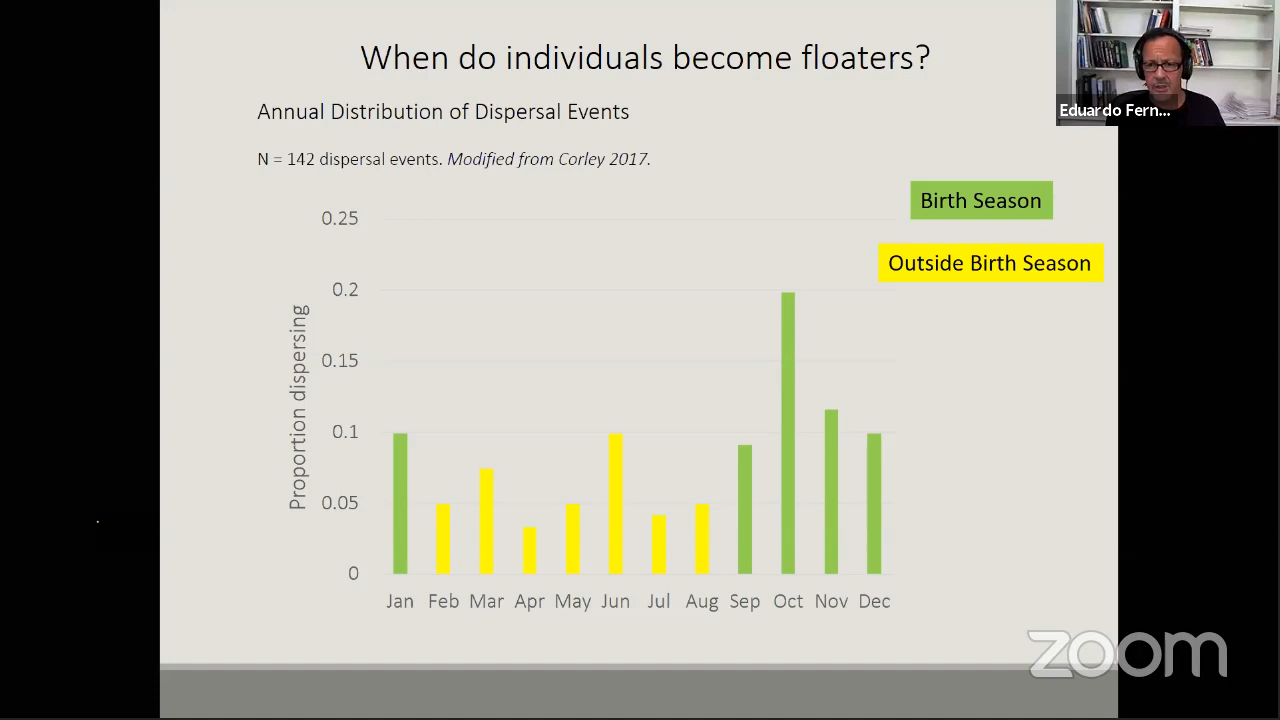 When do individuals become floaters?
Annual Distribution of Dispersal Events
Eduardo Fern...
N = 142 dispersal events. Modified from Corley 2017.
Birth Season
Outside Birth Season
Proportion dispersing
0.25
0.2
0.15
0.1
0.05
0
Jan Feb Mar Apr May Jun Jul Aug Sep Oct Nov Dec
zoom